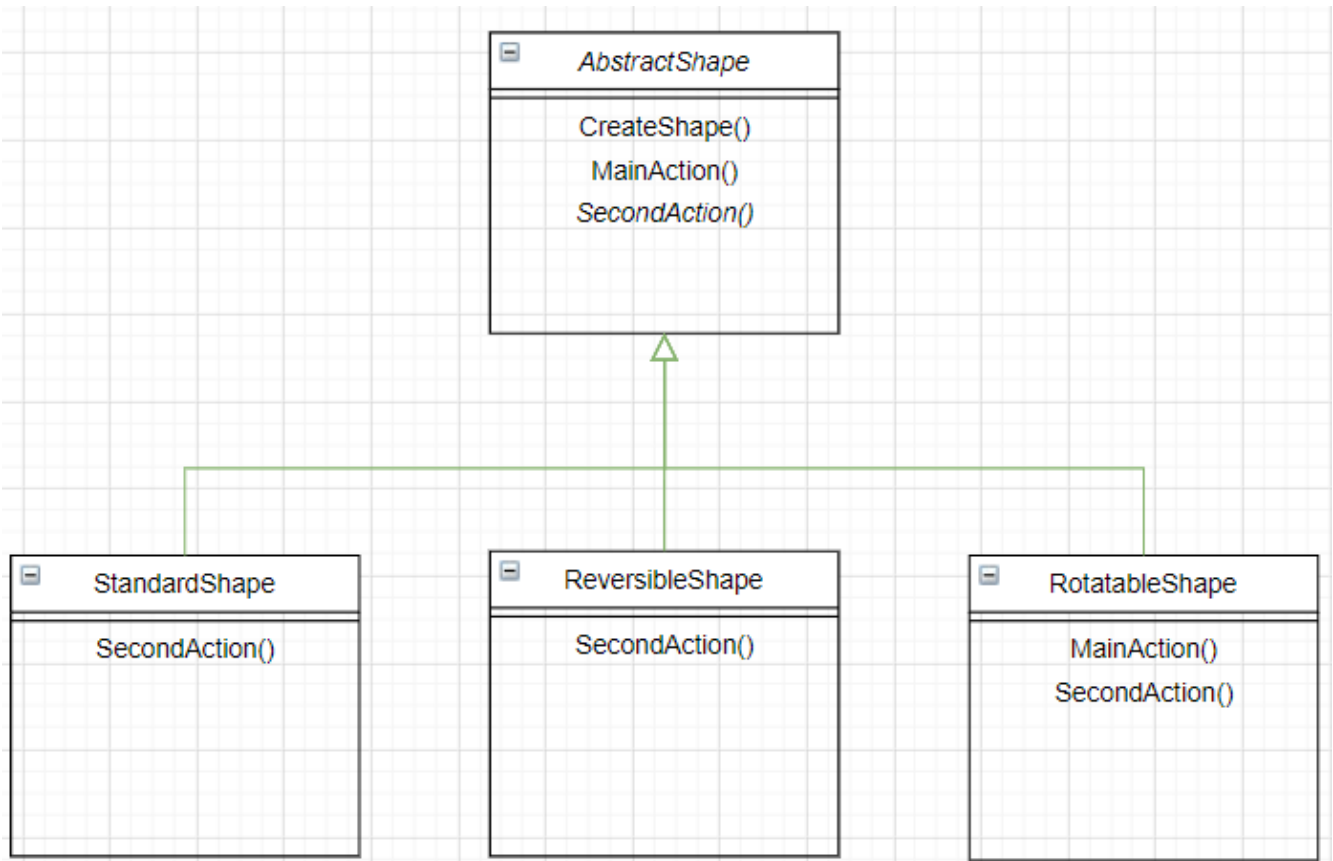 AbstractShape
CreateShape()
MainAction()
SecondAction()
StandardShape
SecondAction()
ReversibleShape
SecondAction()
RotatableShape
MainAction()
SecondAction()